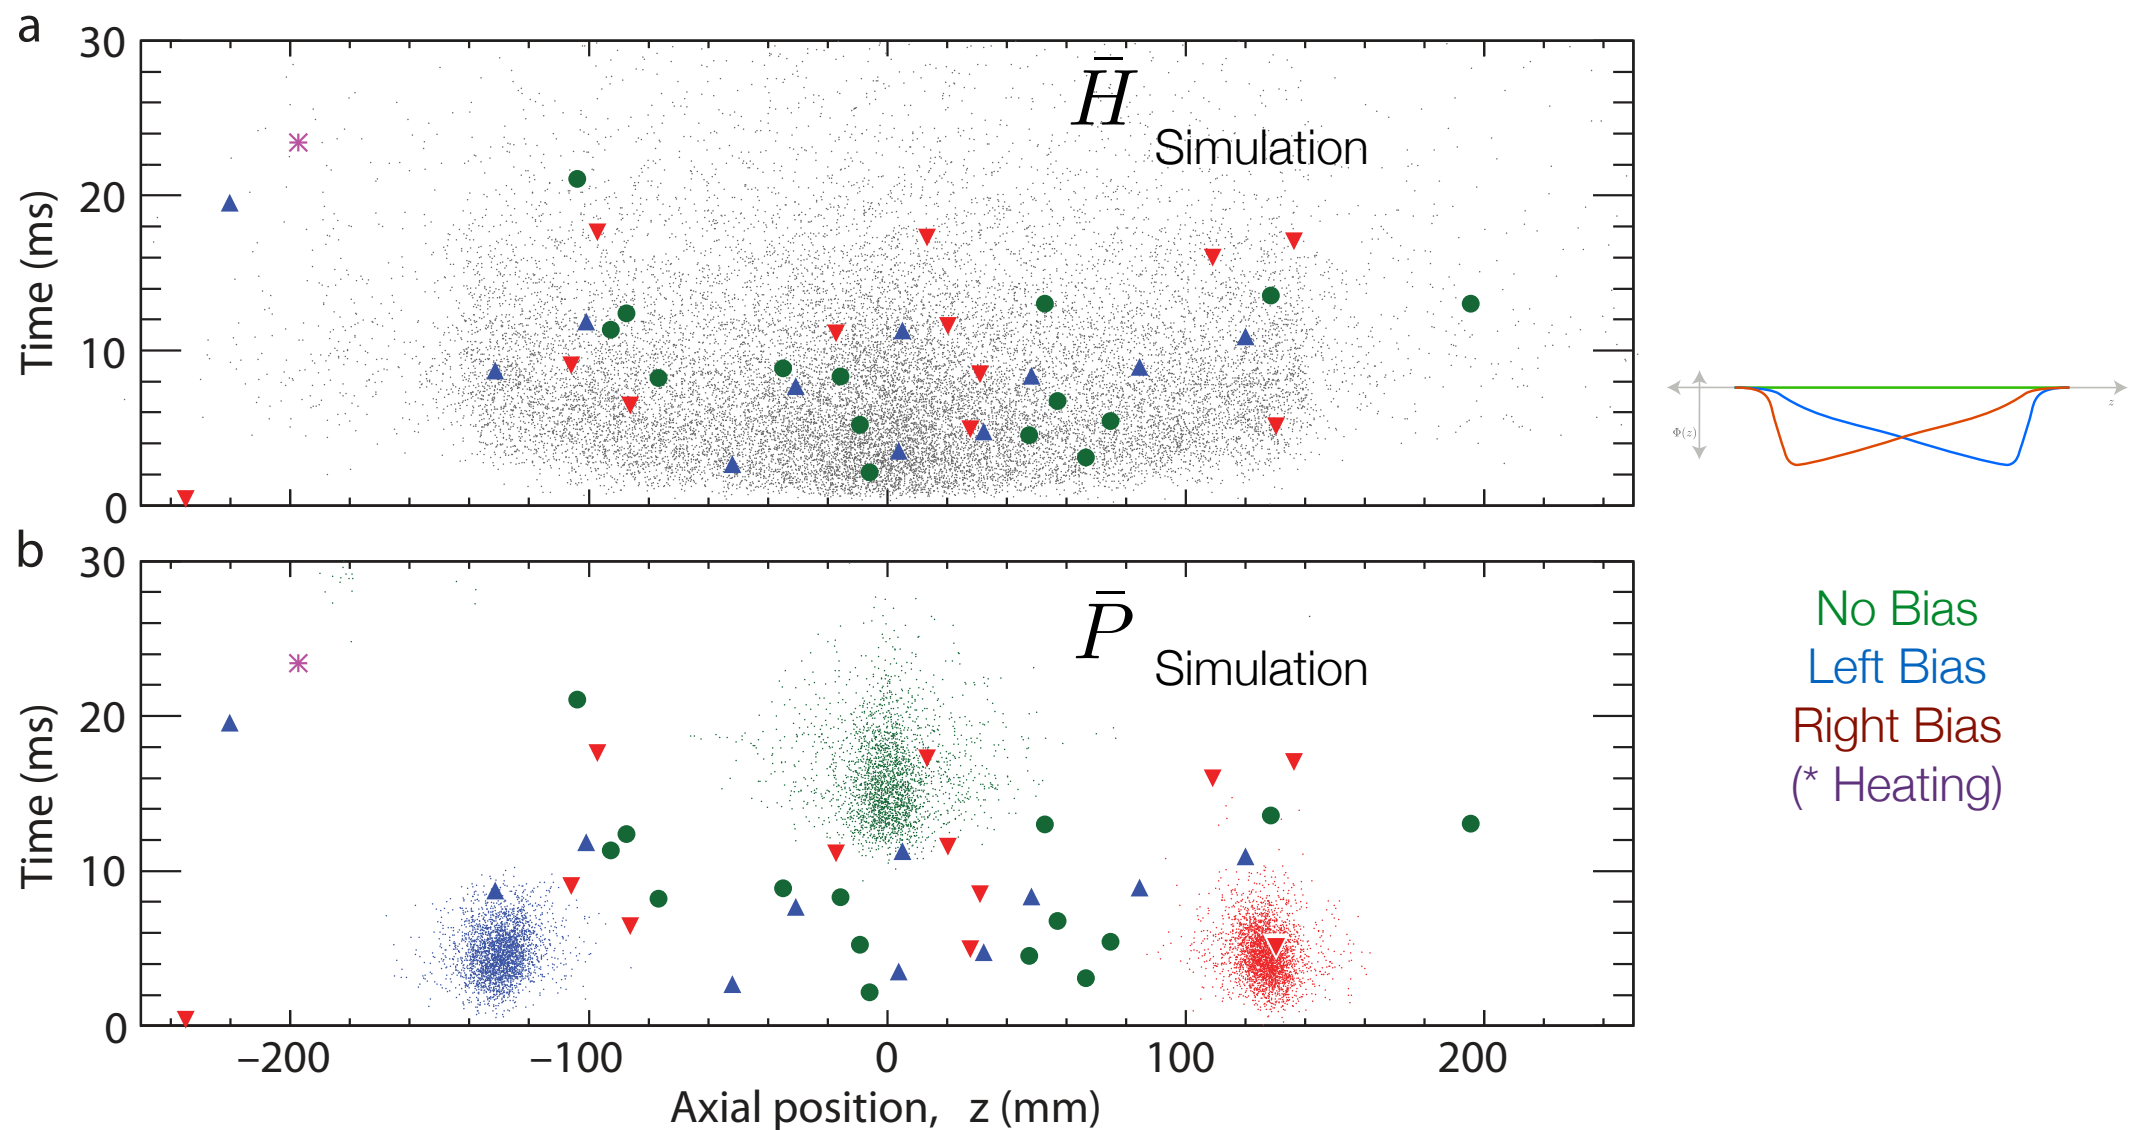 a
30
20
10
0
Time (ms)
H̄
Simulation
Φ(z)
z
b
30
20
10
0
Time (ms)
P̄
Simulation
−200
−100
0
100
200
Axial position, z (mm)
No Bias
Left Bias
Right Bias
(* Heating)